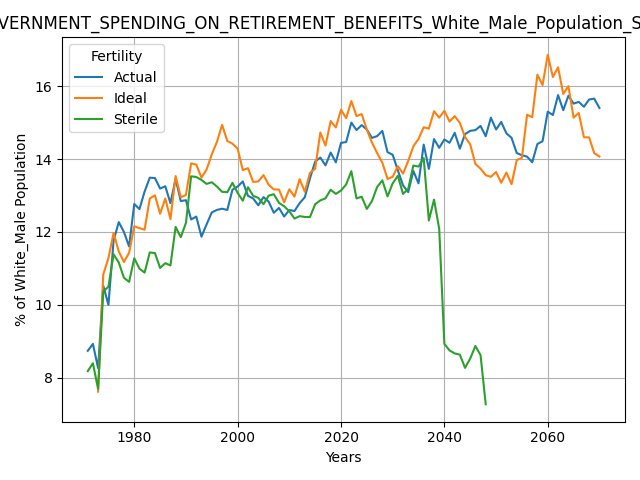 VERNMENT_SPENDING_ON_RETIREMENT_BENEFITS_White_Male_Population_S
Fertility
Actual
Ideal
Sterile
% of White_Male Population
16
14
12
10
8
1980 2000 2020 2040 2060
Years